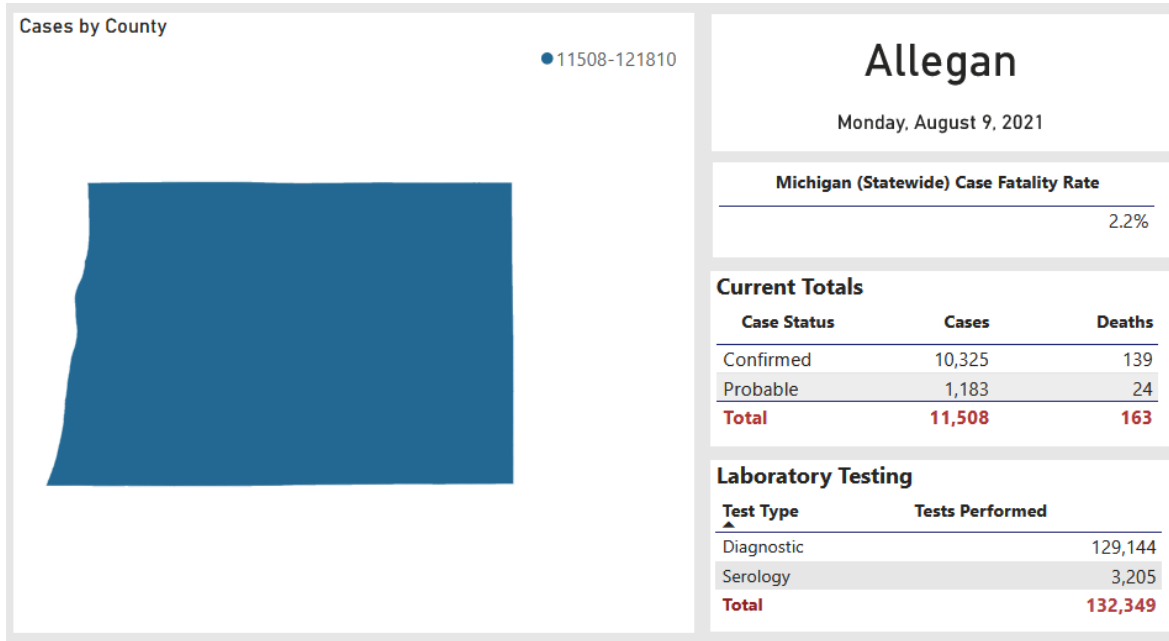 Cases by County
11508-121810
Allegan
Monday, August 9, 2021
Michigan (Statewide) Case Fatality Rate
2.2%
Current Totals
Case Status Cases Deaths
Confirmed 10,325 139
Probable 1,183 24
Total 11,508 163
Laboratory Testing
Test Type Tests Performed
Diagnostic 129,144
Serology 3,205
Total 132,349